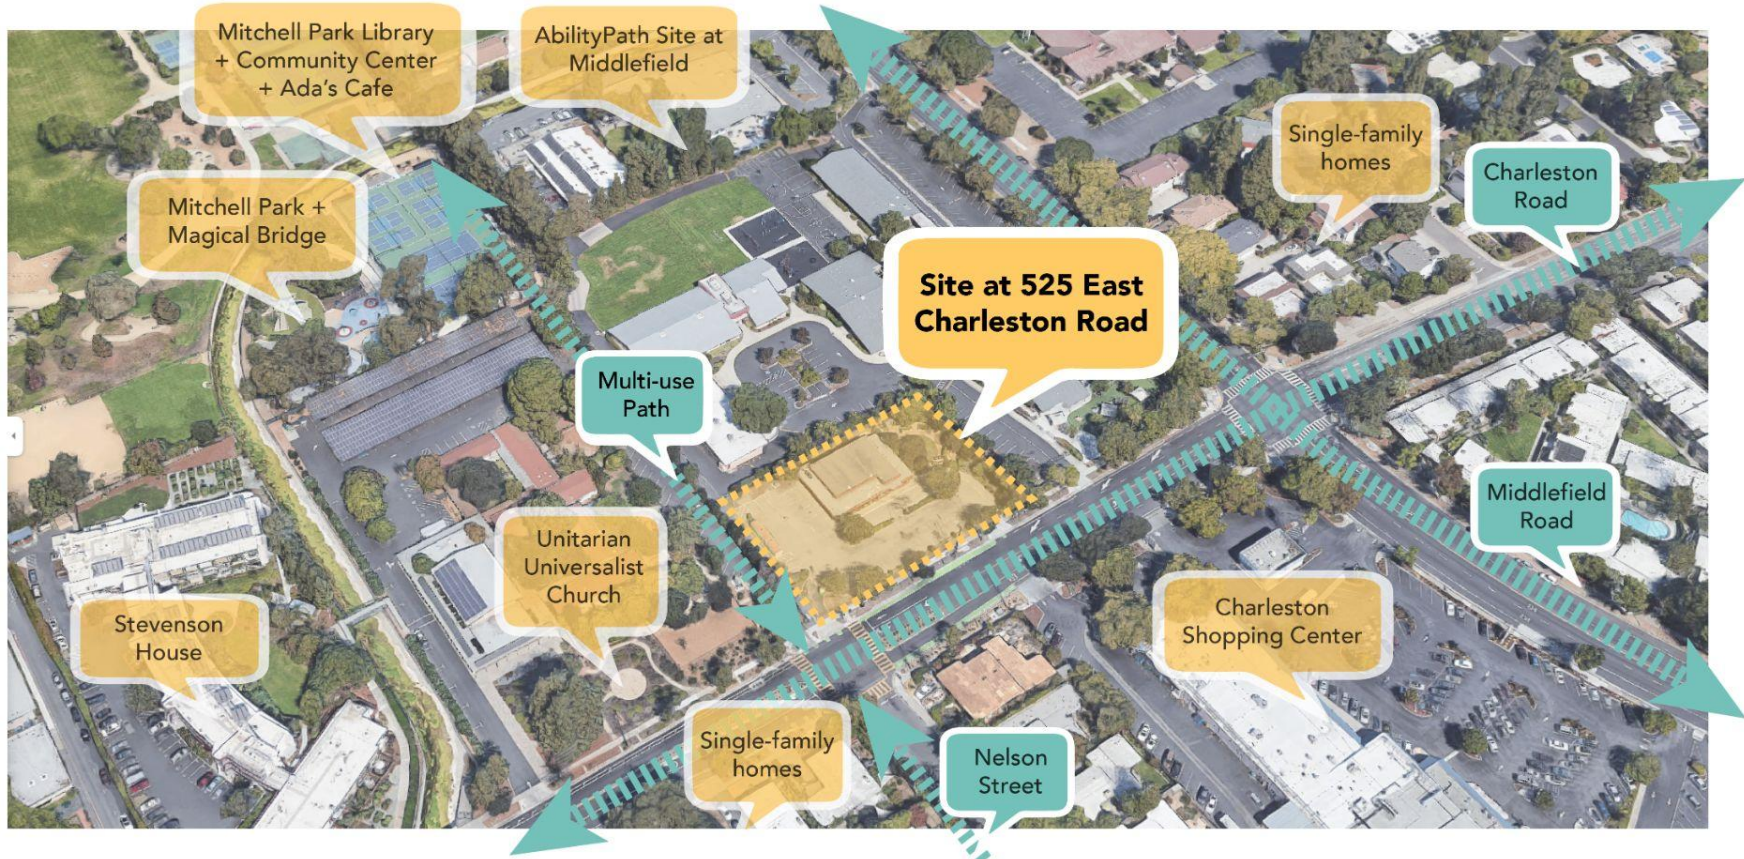 Mitchell Park Library
+ Community Center
+ Ada's Cafe
AbilityPath Site at
Middlefield
Single-family
homes
Charleston
Road
Mitchell Park +
Magical Bridge
Site at 525 East
Charleston Road
Multi-use
Path
Middlefield
Road
Unitarian
Universalist
Church
Charleston
Shopping Center
Stevenson
House
Single-family
homes
Nelson
Street